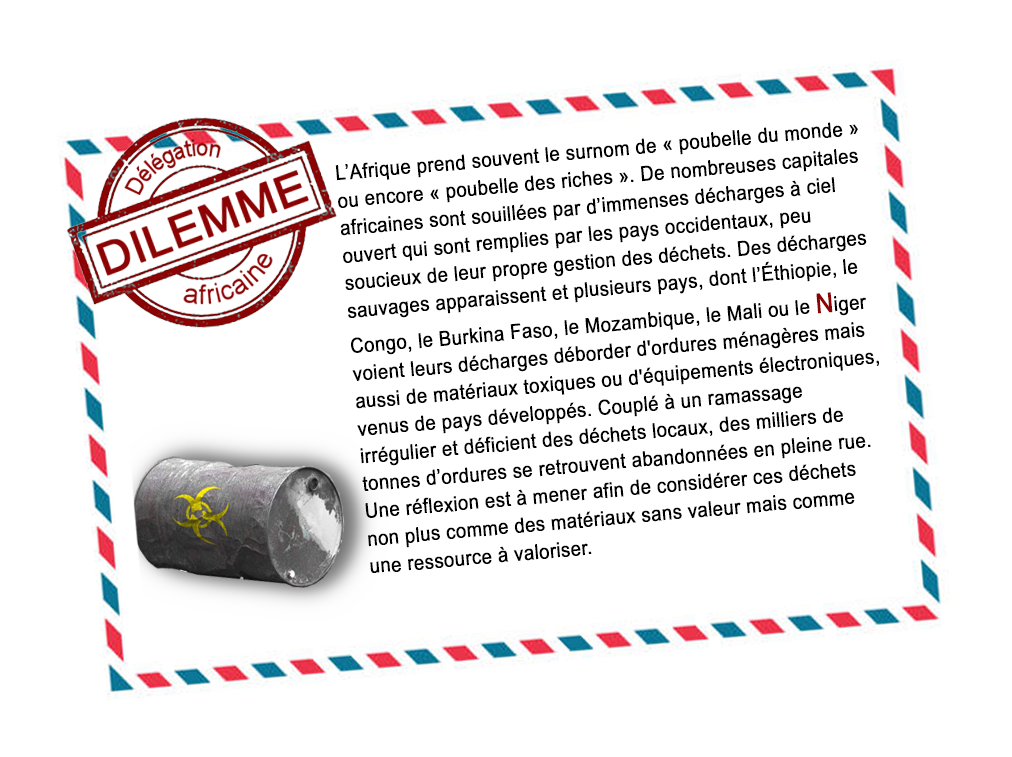 Délégation
DILEMME
africaine
L’Afrique prend souvent le surnom de « poubelle du monde »
ou encore « poubelle des riches ». De nombreuses capitales
africaines sont souillées par d’immenses décharges à ciel
ouvert qui sont remplies par les pays occidentaux, peu
soucieux de leur propre gestion des déchets. Des décharges
sauvages apparaissent et plusieurs pays, dont l’Éthiopie, le
Congo, le Burkina Faso, le Mozambique, le Mali ou le Niger
voient leurs décharges déborder d'ordures ménagères mais
aussi de matériaux toxiques ou d'équipements électroniques,
venus de pays développés. Couplé à un ramassage
irrégulier et déficient des déchets locaux, des milliers de
tonnes d’ordures se retrouvent abandonnées en pleine rue.
Une réflexion est à mener afin de considérer ces déchets
non plus comme des matériaux sans valeur mais comme
une ressource à valoriser.